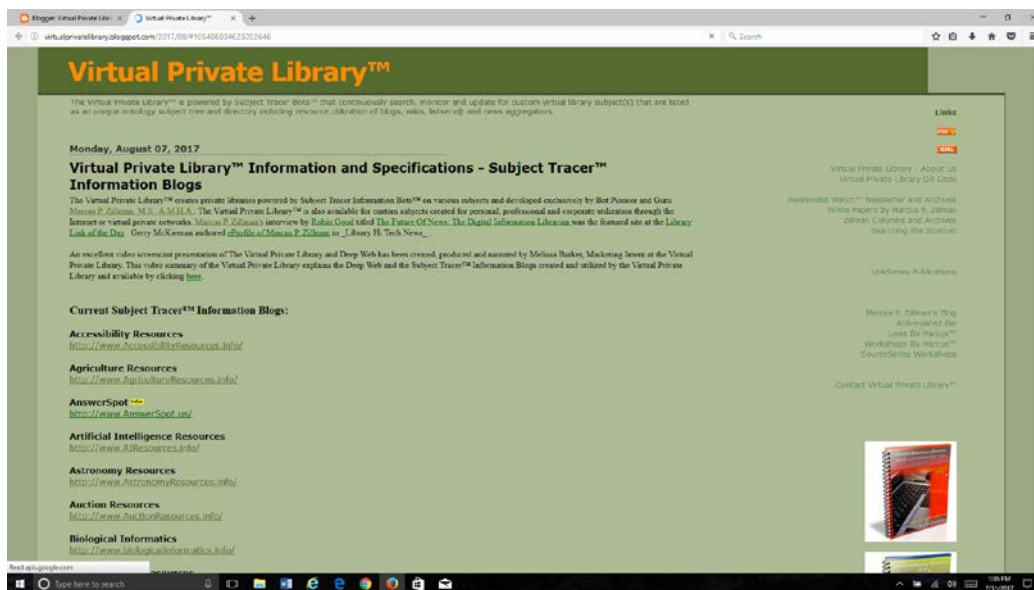 Blogger: Virtual Private Libr
Virtual Private Library™
virtualprivatelibrary.blogspot.com/2017/08/#105486034623202646
Search
Virtual Private Library™
The Virtual Private Library™ is powered by Subject Tracer Bots™ that continuously search, monitor and update for custom virtual library subject(s) that are listed
as an unique ontology subject tree and directory including resource utilization of blogs, wikis, listserv® and news aggregators.
Monday, August 07, 2017
Virtual Private Library™ Information and Specifications - Subject Tracer™
Information Blogs
The Virtual Private Library™ creates private libraries powered by Subject Tracer Information Bots™ on various subjects and developed exclusively by Bot Pioneer and Guru
Marcus P. Zillman, M.S., A.M.H.A.. The Virtual Private Library™ is also available for custom subjects created for personal, professional and corporate utilization through the
Internet or virtual private networks. Marcus P. Zillman's interview by Robin Good titled The Future Of News: The Digital Information Librarian was the featured site at the Library
Link of the Day. Gerry McKiernan authored eProfile of Marcus P. Zillman in _Library Hi Tech News_
An excellent video screencast presentation of The Virtual Private Library and Deep Web has been created, produced and narrated by Melissa Barker, Marketing Intern at the Virtual
Private Library. This video summary of the Virtual Private Library explains the Deep Web and the Subject Tracer™ Information Blogs created and utilized by the Virtual Private
Library and available by clicking here.
Current Subject Tracer™ Information Blogs:
Accessibility Resources
http://www.AccessibilityResources.info/
Agriculture Resources
http://www.AgricultureResources.info/
AnswerSpot
http://www.AnswerSpot.us/
Artificial Intelligence Resources
http://www.AIResources.info/
Astronomy Resources
http://www.AstronomyResources.info/
Auction Resources
http://www.AuctionResources.info/
Biological Informatics
http://www.biologicalinformatics.info/
Links
XML
Virtual Private Library - About Us
Virtual Private Library QR Code
Awareness Watch™ Newsletter and Archives
White Papers by Marcus P. Zillman
Zillman Columns and Archives
Searching the Internet
LinkSeries Publications
Marcus P. Zillman's Blog
Abbreviated Bio
Links By Marcus™
Workshops By Marcus™
SourceSeries Workshops
Contact Virtual Private Library™
Read apis.google.com
Type here to search